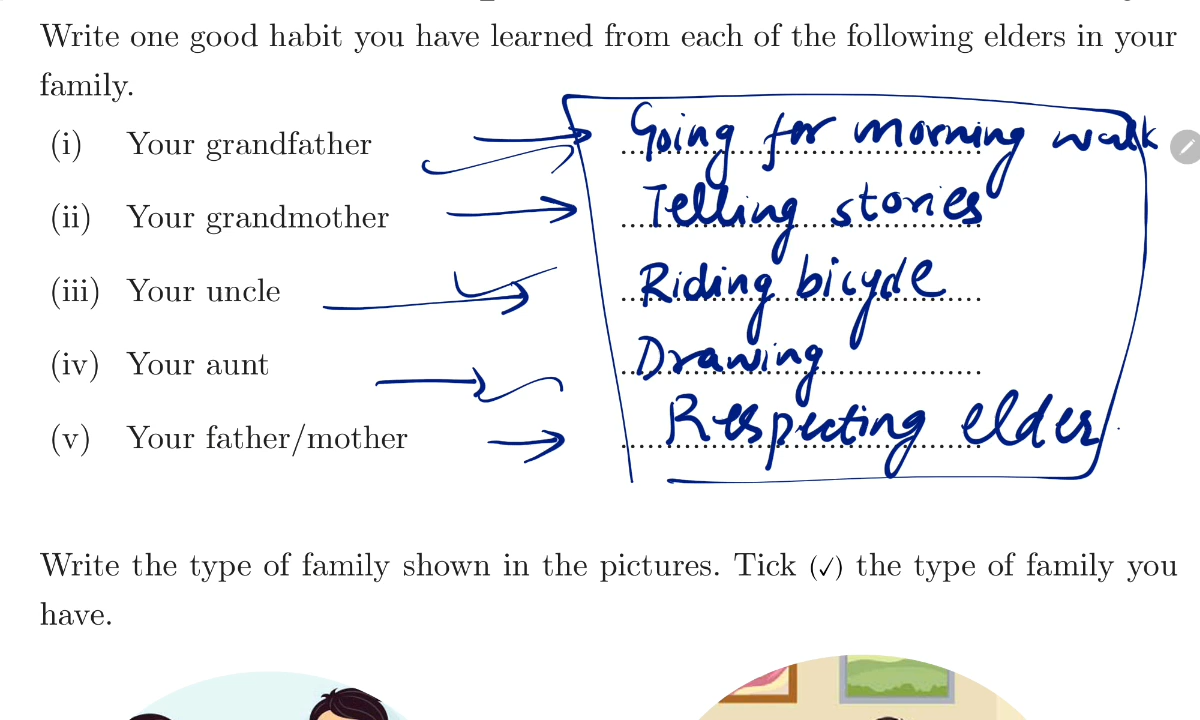 Write one good habit you have learned from each of the following elders in your
family.
(i) Your grandfather Going for morning walk
(ii) Your grandmother Telling stories
(iii) Your uncle Riding bicycle
(iv) Your aunt Drawing
(v) Your father/mother Respecting elder
Write the type of family shown in the pictures. Tick (✓) the type of family you
have.